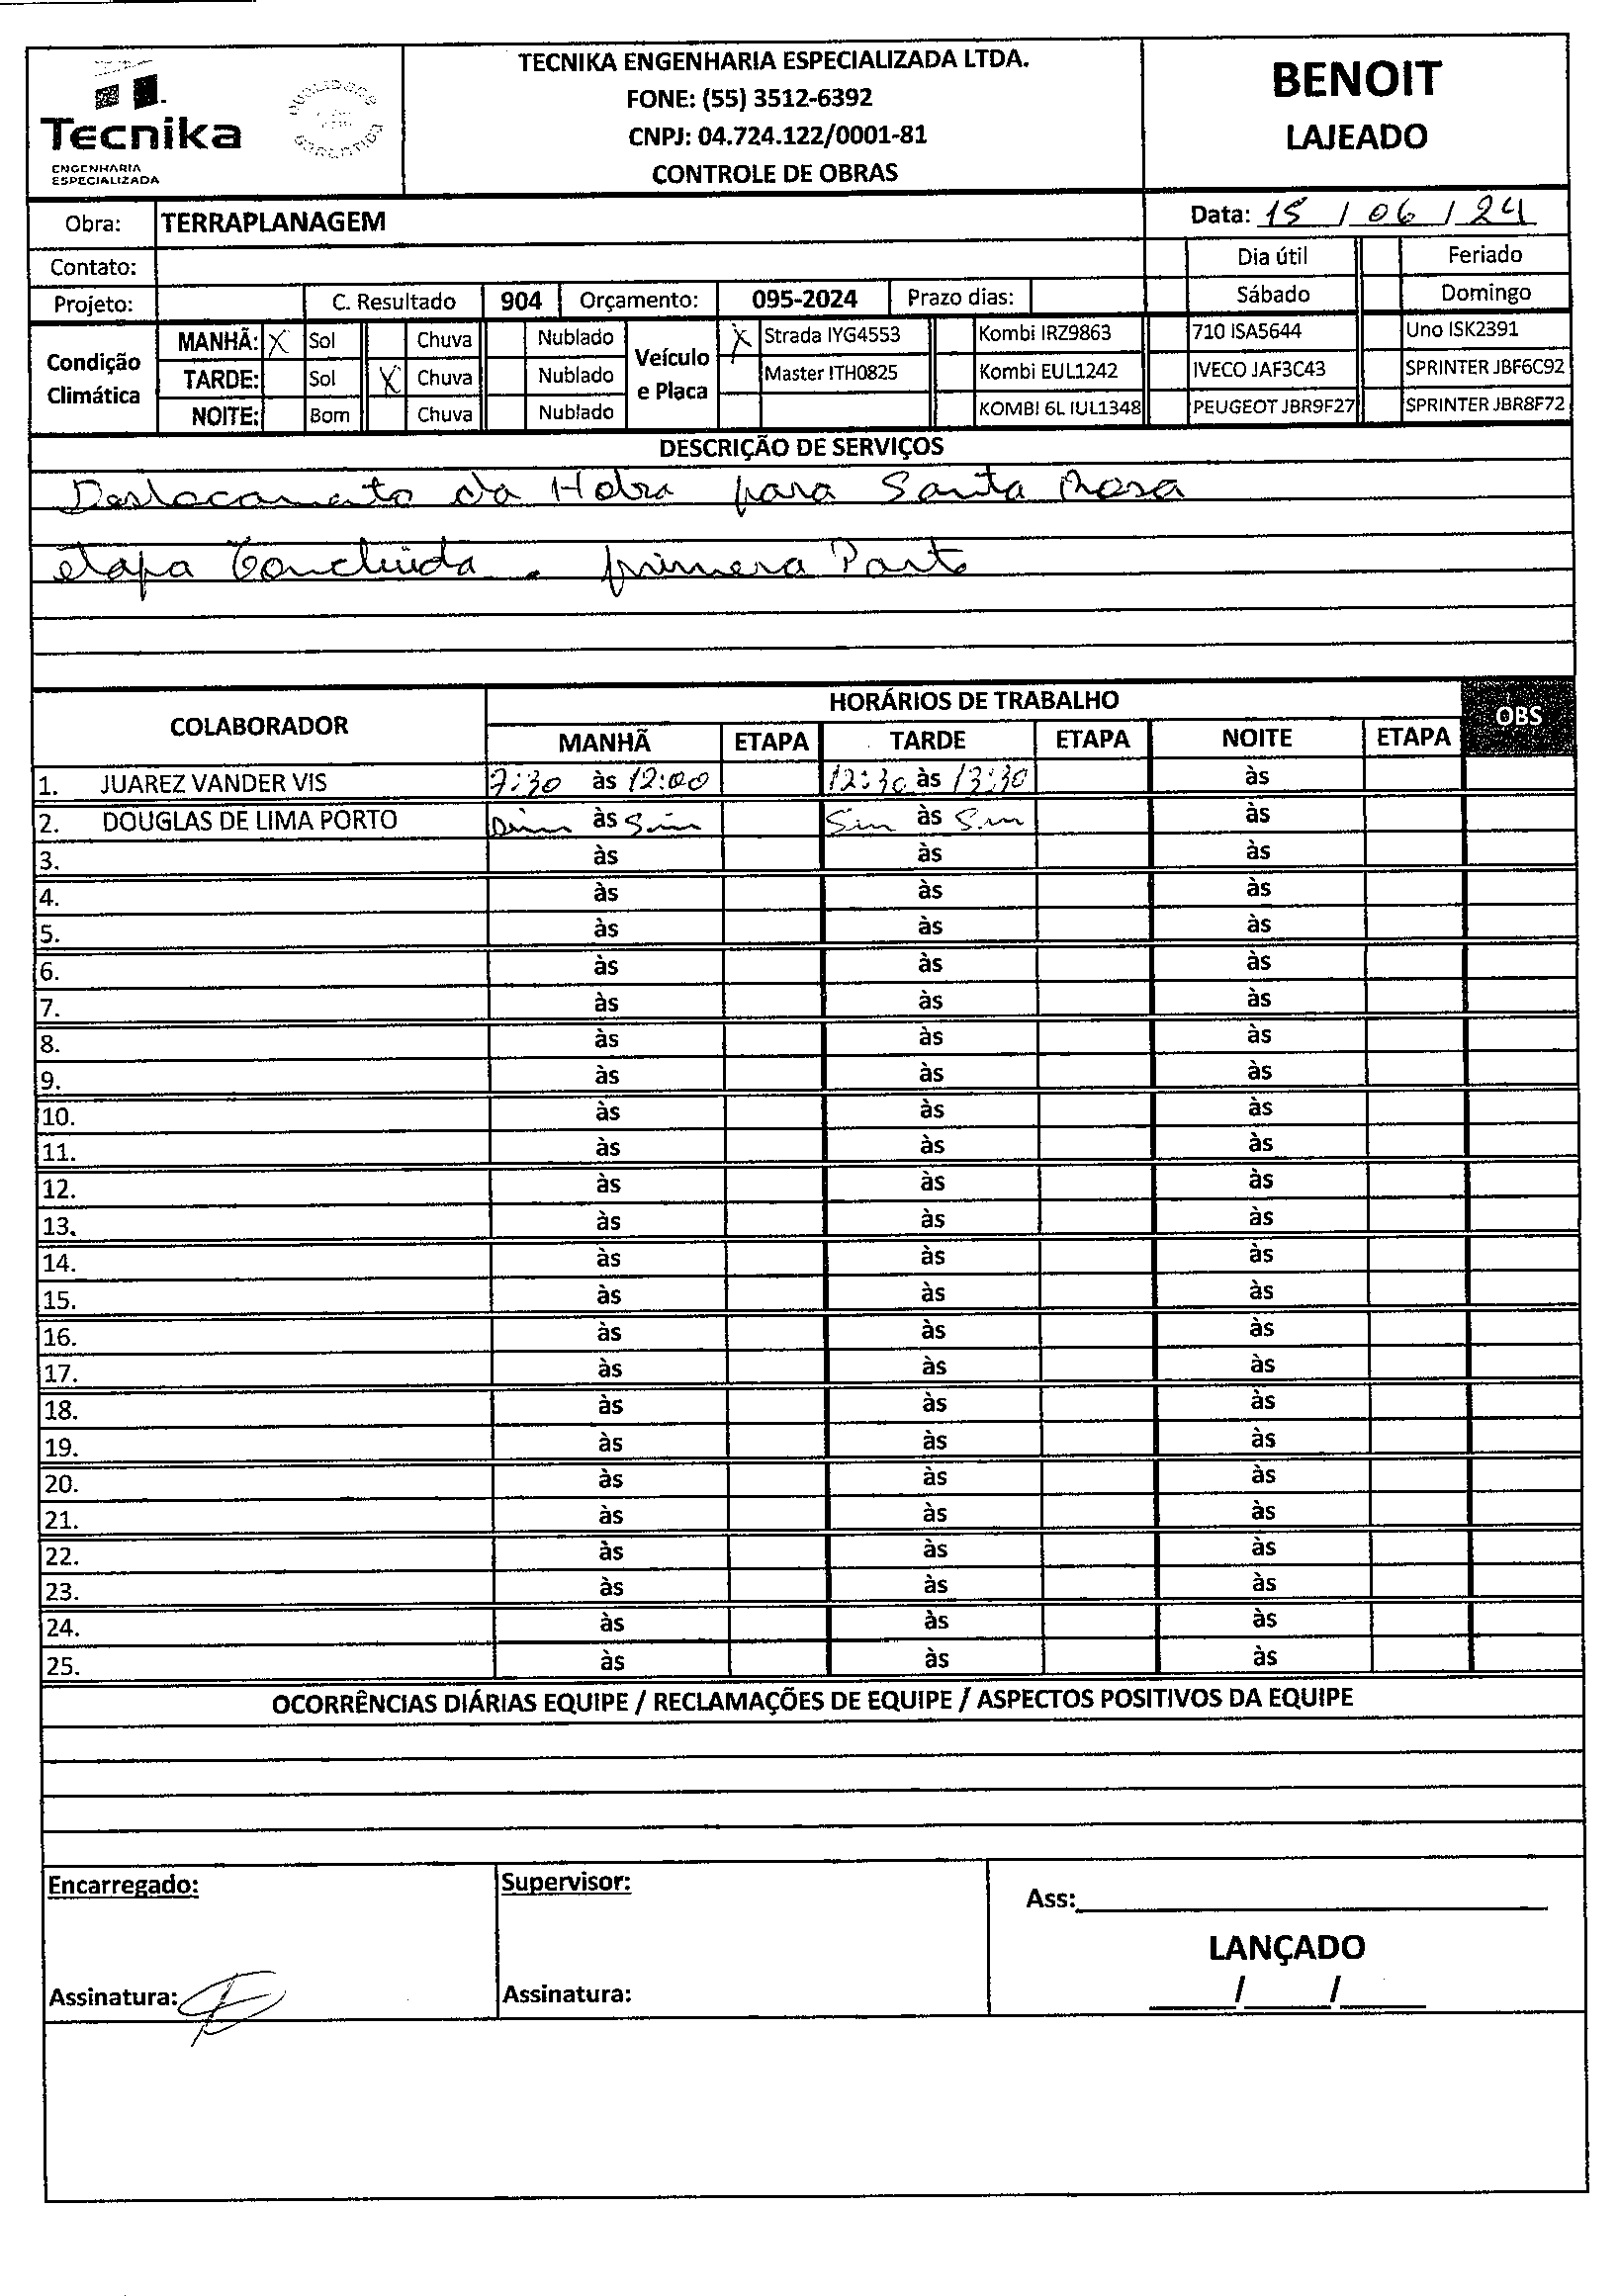 TECNIKA ENGENHARIA ESPECIALIZADA LTDA.
FONE: (55) 3512-6392
CNPJ: 04.724.122/0001-81
CONTROLE DE OBRAS
Tecnika
ENGENHARIA
ESPECIALIZADA
QUALIDADE GARANTIDA
BENOIT
LAJEADO
Obra: TERRAPLANAGEM
Data: 15 / 06 / 24
Contato:
Dia útil Feriado
Projeto: C. Resultado 904 Orçamento: 095-2024 Prazo dias: Sábado Domingo
Condição Climática
MANHÃ: X Sol Chuva Nublado
TARDE: Sol X Chuva Nublado
NOITE: Bom Chuva Nublado
Veículo e Placa
X Strada IYG4553 Kombi IRZ9863 710 ISA5644 Uno ISK2391
Master ITH0825 Kombi EUL1242 IVECO JAF3C43 SPRINTER JBF6C92
KOMBI 6L IUL1348 PEUGEOT JBR9F27 SPRINTER JBR8F72
DESCRIÇÃO DE SERVIÇOS
Deslocamento da Hobra para Santa Rosa
etapa Concluida. primera Parte
COLABORADOR HORÁRIOS DE TRABALHO OBS
MANHÃ ETAPA TARDE ETAPA NOITE ETAPA
1. JUAREZ VANDER VIS 7:30 às 12:00 12:30 às 13:30 às
2. DOUGLAS DE LIMA PORTO às às às
3. às às às
4. às às às
5. às às às
6. às às às
7. às às às
8. às às às
9. às às às
10. às às às
11. às às às
12. às às às
13. às às às
14. às às às
15. às às às
16. às às às
17. às às às
18. às às às
19. às às às
20. às às às
21. às às às
22. às às às
23. às às às
24. às às às
25. às às às
OCORRÊNCIAS DIÁRIAS EQUIPE / RECLAMAÇÕES DE EQUIPE / ASPECTOS POSITIVOS DA EQUIPE
Encarregado: Supervisor: Ass:
LANÇADO
Assinatura: Assinatura: / /